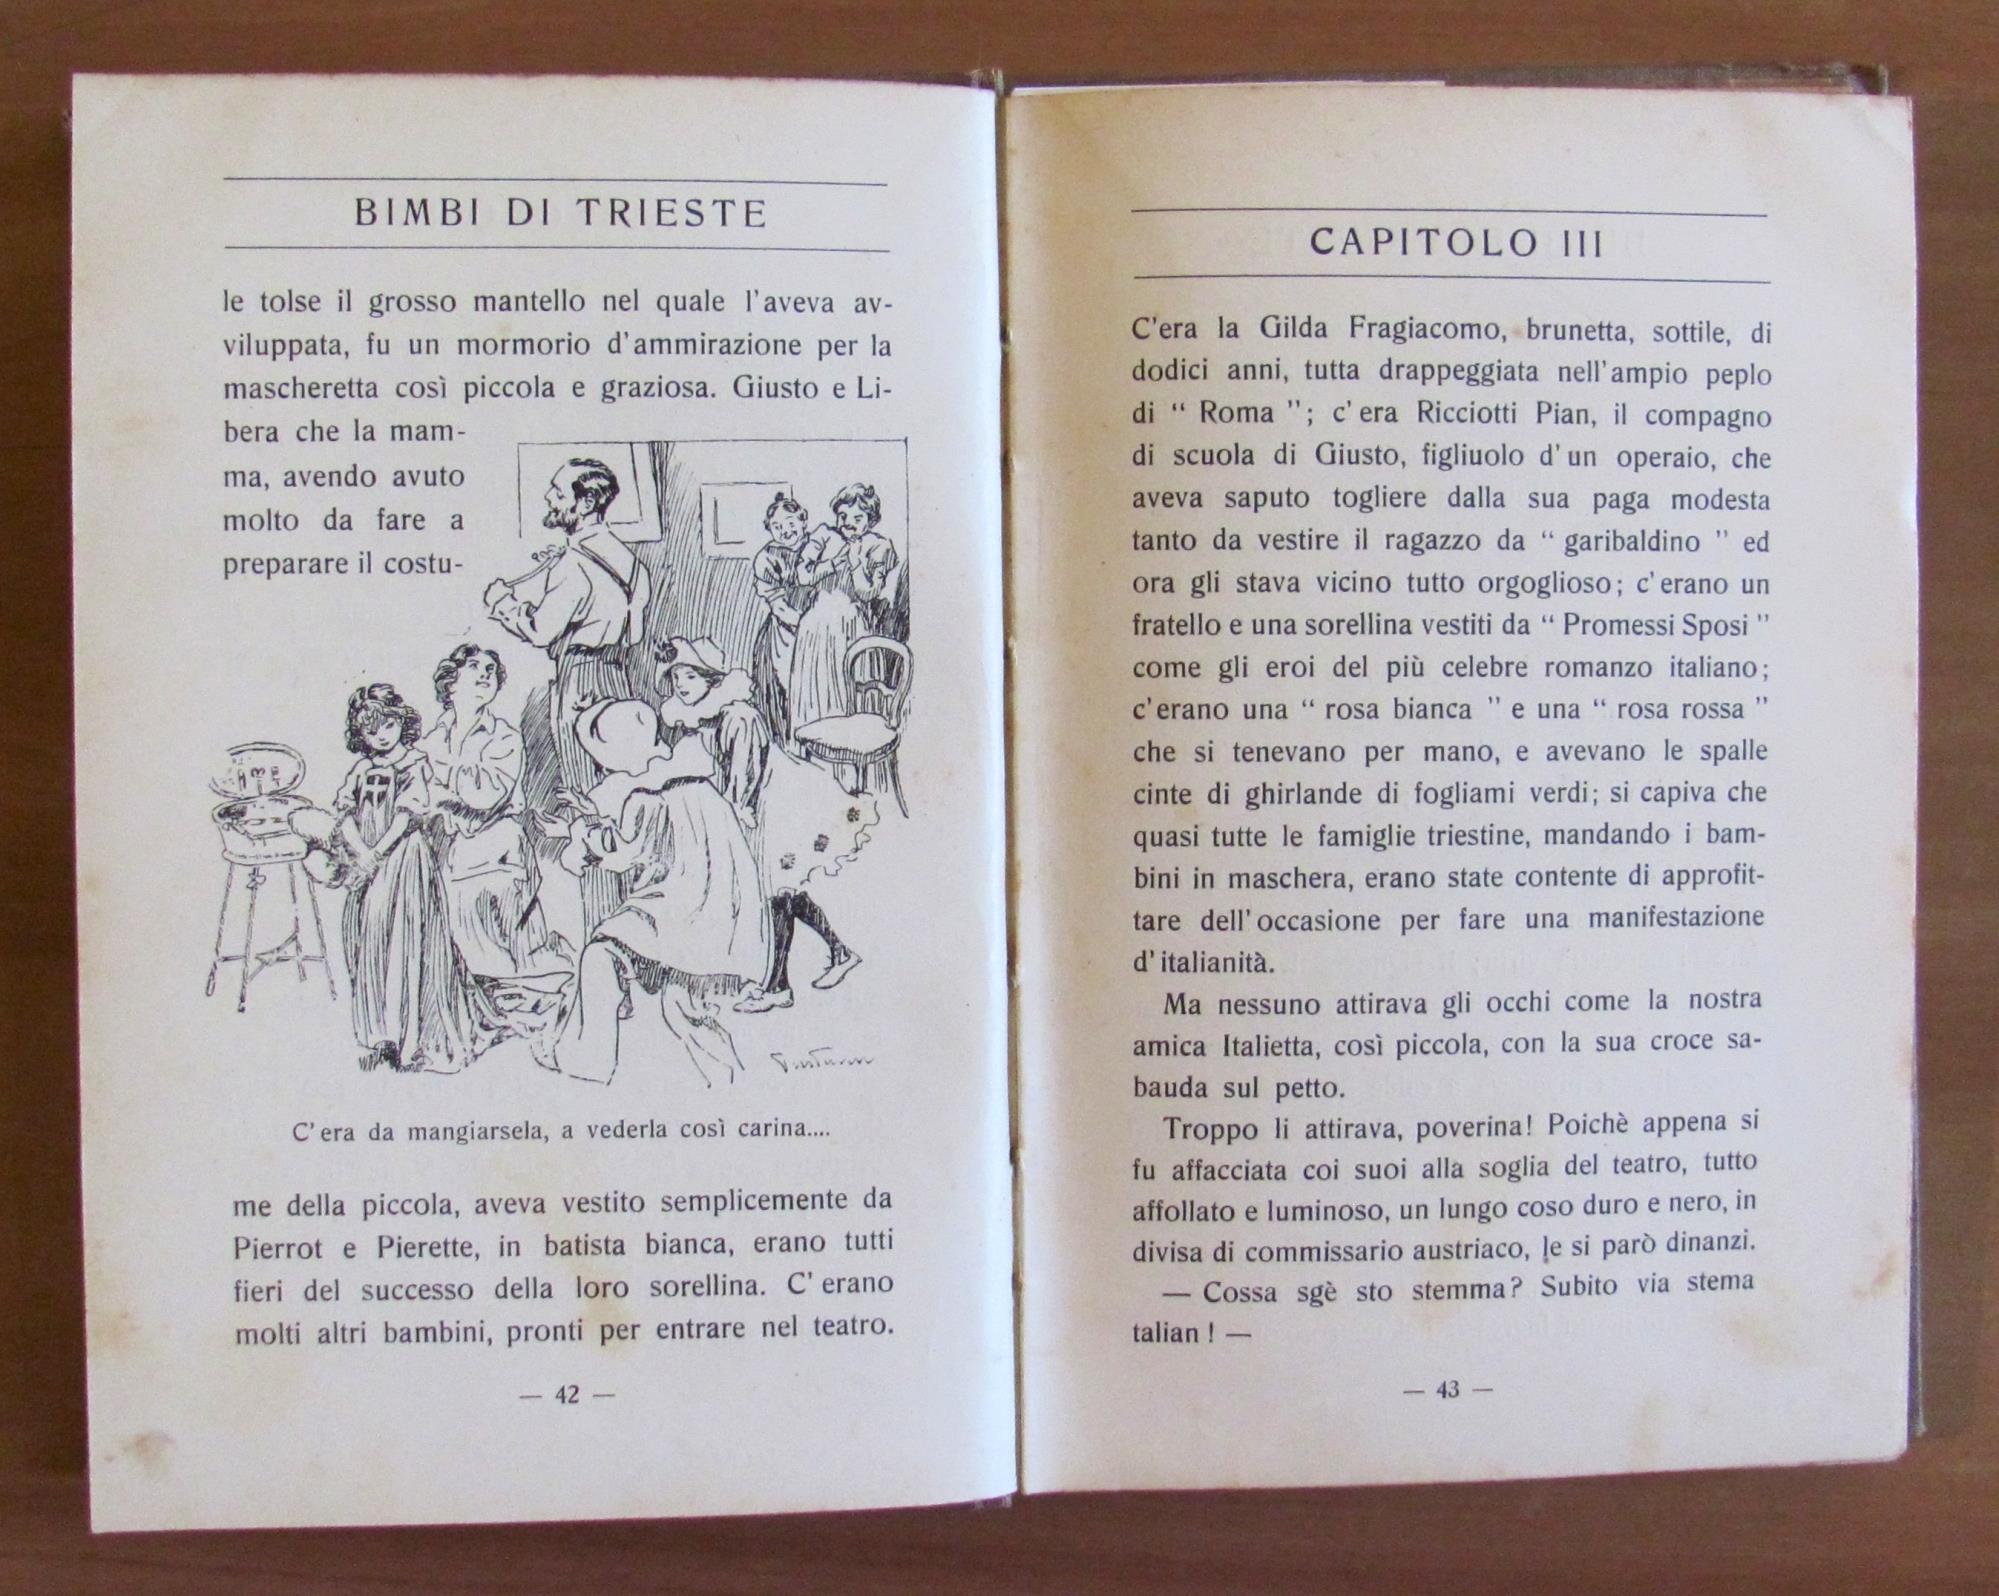 BIMBI DI TRIESTE
le tolse il grosso mantello nel quale l'aveva av-
viluppata, fu un mormorio d'ammirazione per la
mascheretta così piccola e graziosa. Giusto e Li-
bera che la mam-
ma, avendo avuto
molto da fare a
preparare il costu-
C'era da mangiarsela, a vederla così carina....
me della piccola, aveva vestito semplicemente da
Pierrot e Pierette, in batista bianca, erano tutti
fieri del successo della loro sorellina. C'erano
molti altri bambini, pronti per entrare nel teatro.
— 42 —
CAPITOLO III
C'era la Gilda Fragiacomo, brunetta, sottile, di
dodici anni, tutta drappeggiata nell'ampio peplo
di “ Roma ”; c'era Ricciotti Pian, il compagno
di scuola di Giusto, figliuolo d'un operaio, che
aveva saputo togliere dalla sua paga modesta
tanto da vestire il ragazzo da “ garibaldino ” ed
ora gli stava vicino tutto orgoglioso; c'erano un
fratello e una sorellina vestiti da “ Promessi Sposi ”
come gli eroi del più celebre romanzo italiano;
c'erano una “ rosa bianca ” e una “ rosa rossa ”
che si tenevano per mano, e avevano le spalle
cinte di ghirlande di fogliami verdi; si capiva che
quasi tutte le famiglie triestine, mandando i bam-
bini in maschera, erano state contente di approfit-
tare dell'occasione per fare una manifestazione
d'italianità.
Ma nessuno attirava gli occhi come la nostra
amica Italietta, così piccola, con la sua croce sa-
bauda sul petto.
Troppo li attirava, poverina! Poichè appena si
fu affacciata coi suoi alla soglia del teatro, tutto
affollato e luminoso, un lungo coso duro e nero, in
divisa di commissario austriaco, le si parò dinanzi.
— Cossa sgè sto stemma? Subito via stema
talian! —
— 43 —